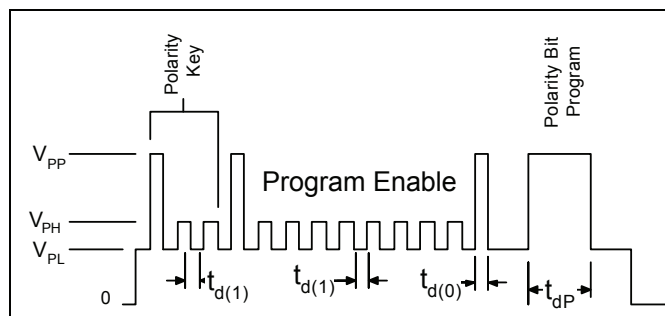 Polarity
Key
Polarity Bit
Program
V_PP
Program Enable
V_PH
V_PL
0
t_d(1)
t_d(1)
t_d(0)
t_dP